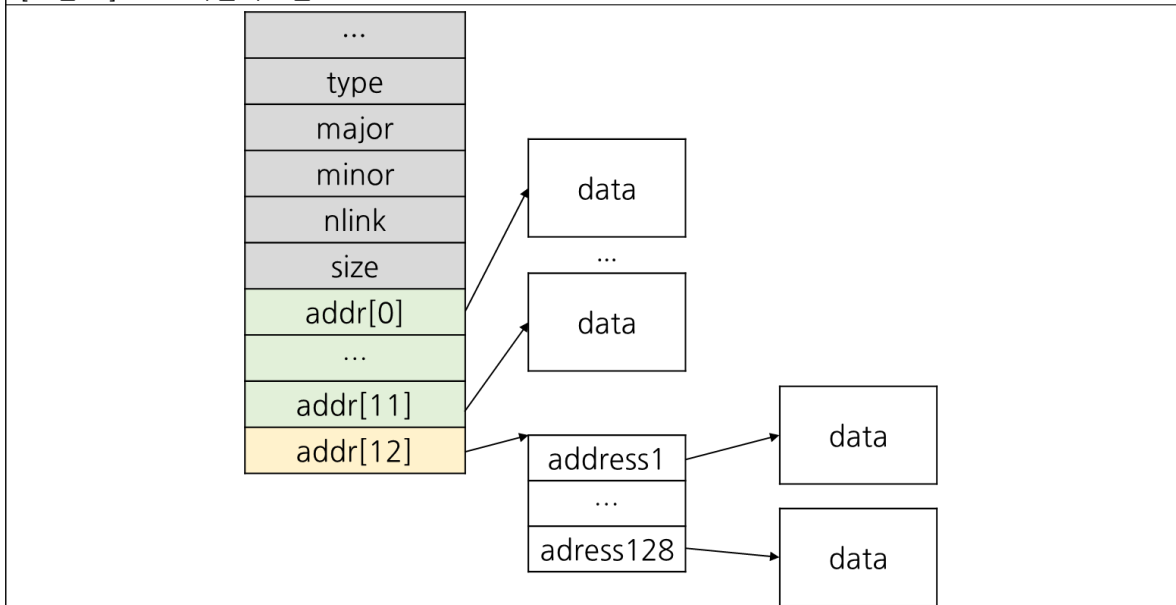 ...
type
major
minor
nlink
size
addr[0]
...
addr[11]
addr[12]
data
...
data
address1
...
adress128
data
data